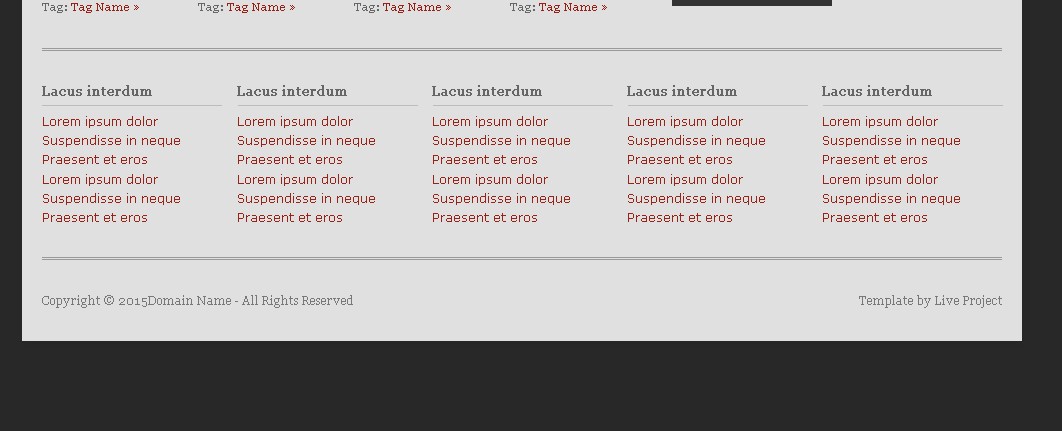 Tag: Tag Name » Tag: Tag Name » Tag: Tag Name » Tag: Tag Name »
Lacus interdum
Lorem ipsum dolor
Suspendisse in neque
Praesent et eros
Lorem ipsum dolor
Suspendisse in neque
Praesent et eros
Lacus interdum
Lorem ipsum dolor
Suspendisse in neque
Praesent et eros
Lorem ipsum dolor
Suspendisse in neque
Praesent et eros
Lacus interdum
Lorem ipsum dolor
Suspendisse in neque
Praesent et eros
Lorem ipsum dolor
Suspendisse in neque
Praesent et eros
Lacus interdum
Lorem ipsum dolor
Suspendisse in neque
Praesent et eros
Lorem ipsum dolor
Suspendisse in neque
Praesent et eros
Lacus interdum
Lorem ipsum dolor
Suspendisse in neque
Praesent et eros
Lorem ipsum dolor
Suspendisse in neque
Praesent et eros
Copyright © 2015Domain Name - All Rights Reserved
Template by Live Project